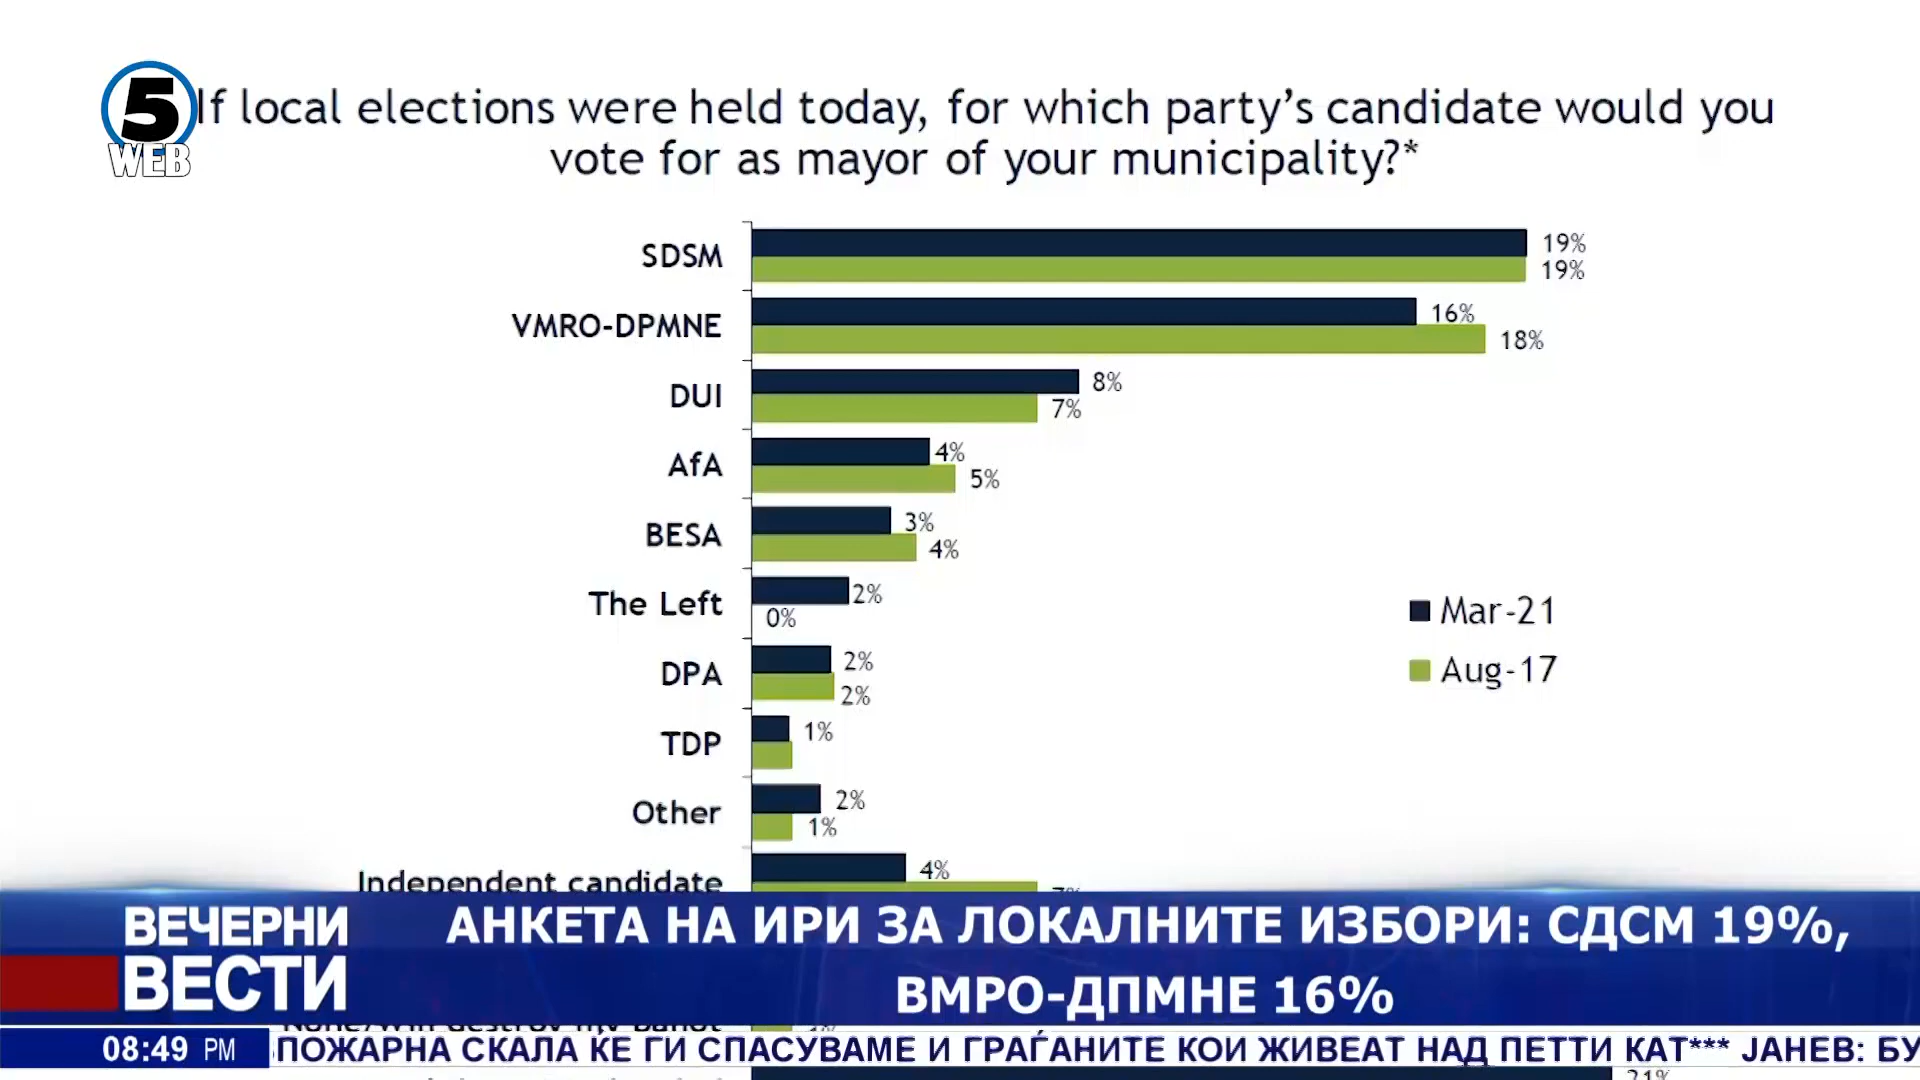 5
WEB
If local elections were held today, for which party's candidate would you
vote for as mayor of your municipality?*
SDSM
19%
19%
VMRO-DPMNE
16%
18%
DUI
8%
7%
AfA
4%
5%
BESA
3%
4%
The Left
2%
0%
DPA
2%
2%
TDP
1%
Other
2%
1%
Independent candidate
4%
Mar-21
Aug-17
ВЕЧЕРНИ
ВЕСТИ
АНКЕТА НА ИРИ ЗА ЛОКАЛНИТЕ ИЗБОРИ: СДСМ 19%,
ВМРО-ДПМНЕ 16%
08:49 PM
ПОЖАРНА СКАЛА ЌЕ ГИ СПАСУВАМЕ И ГРАЃАНИТЕ КОИ ЖИВЕАТ НАД ПЕТТИ КАТ*** ЈАНЕВ: БУ
21%